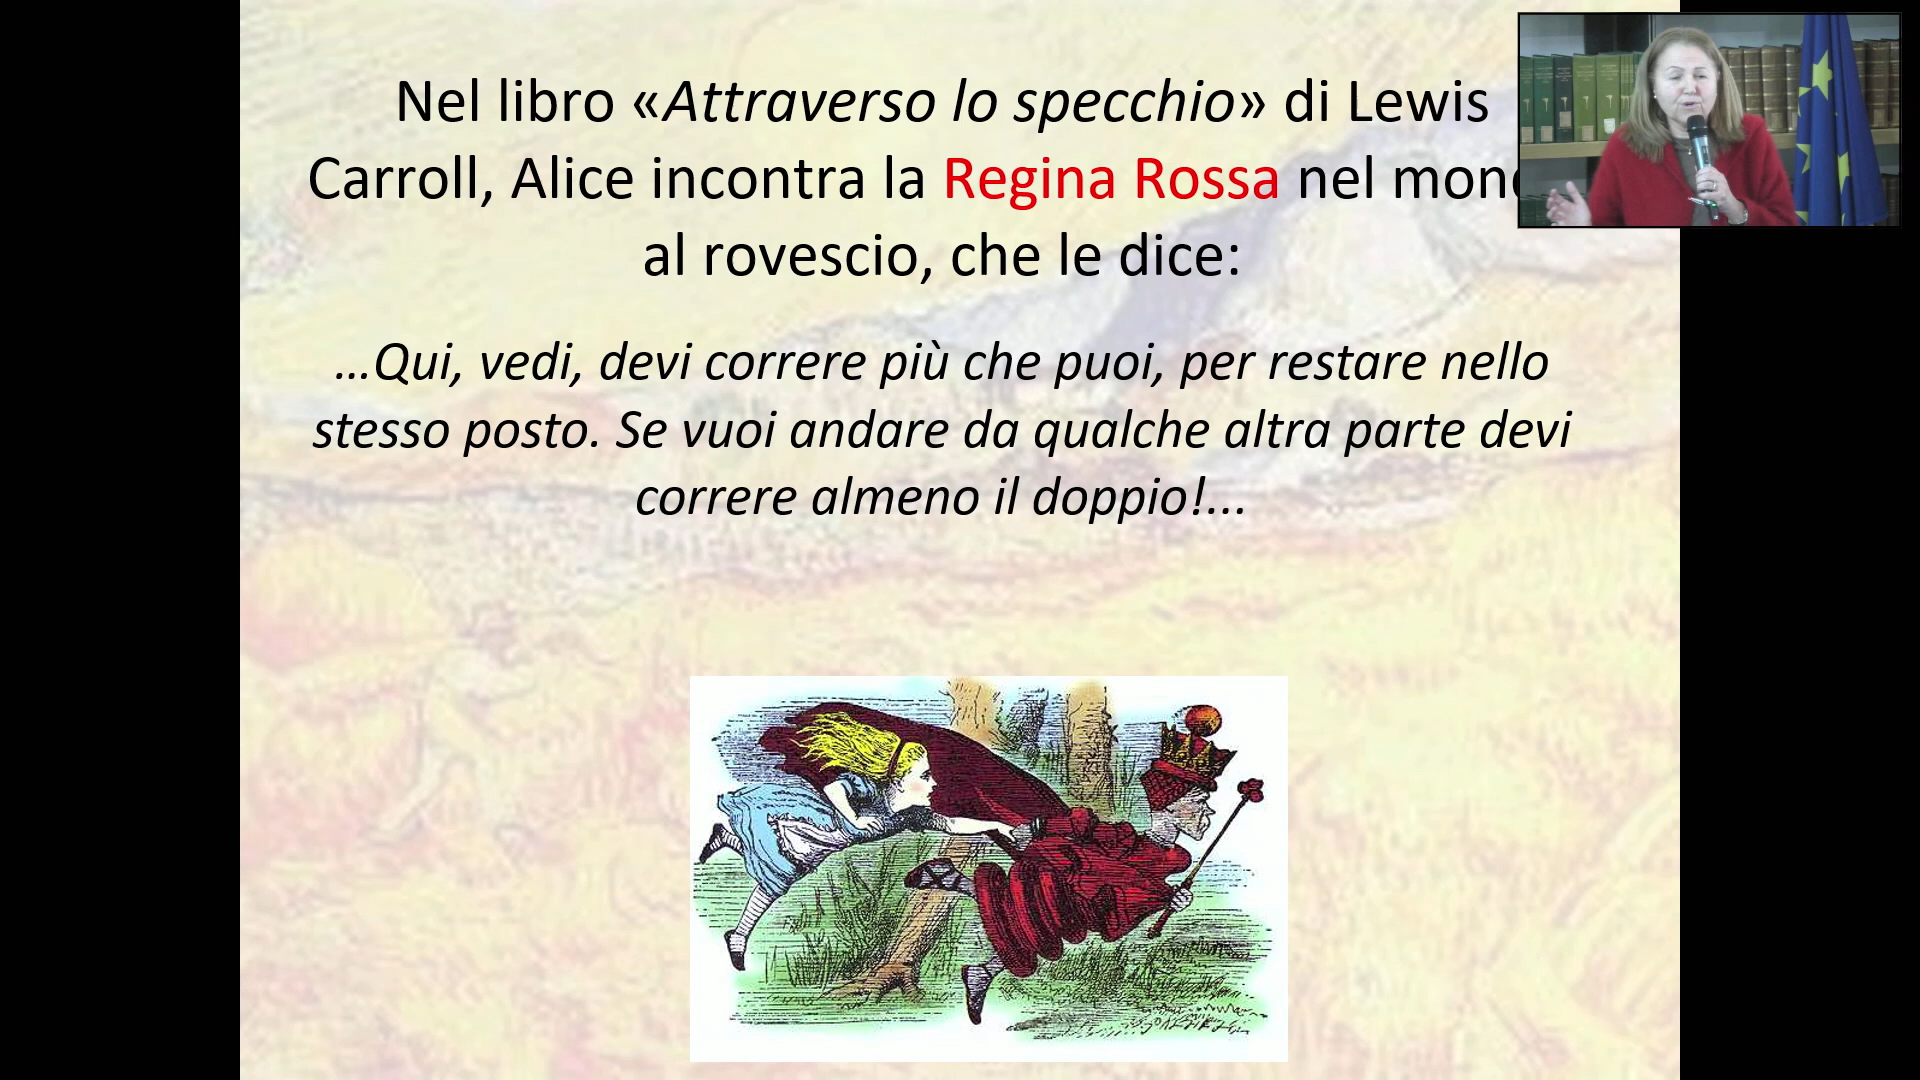 Nel libro «Attraverso lo specchio» di Lewis
Carroll, Alice incontra la Regina Rossa nel
al rovescio, che le dice:
...Qui, vedi, devi correre più che puoi, per restare nello
stesso posto. Se vuoi andare da qualche altra parte devi
correre almeno il doppio!...